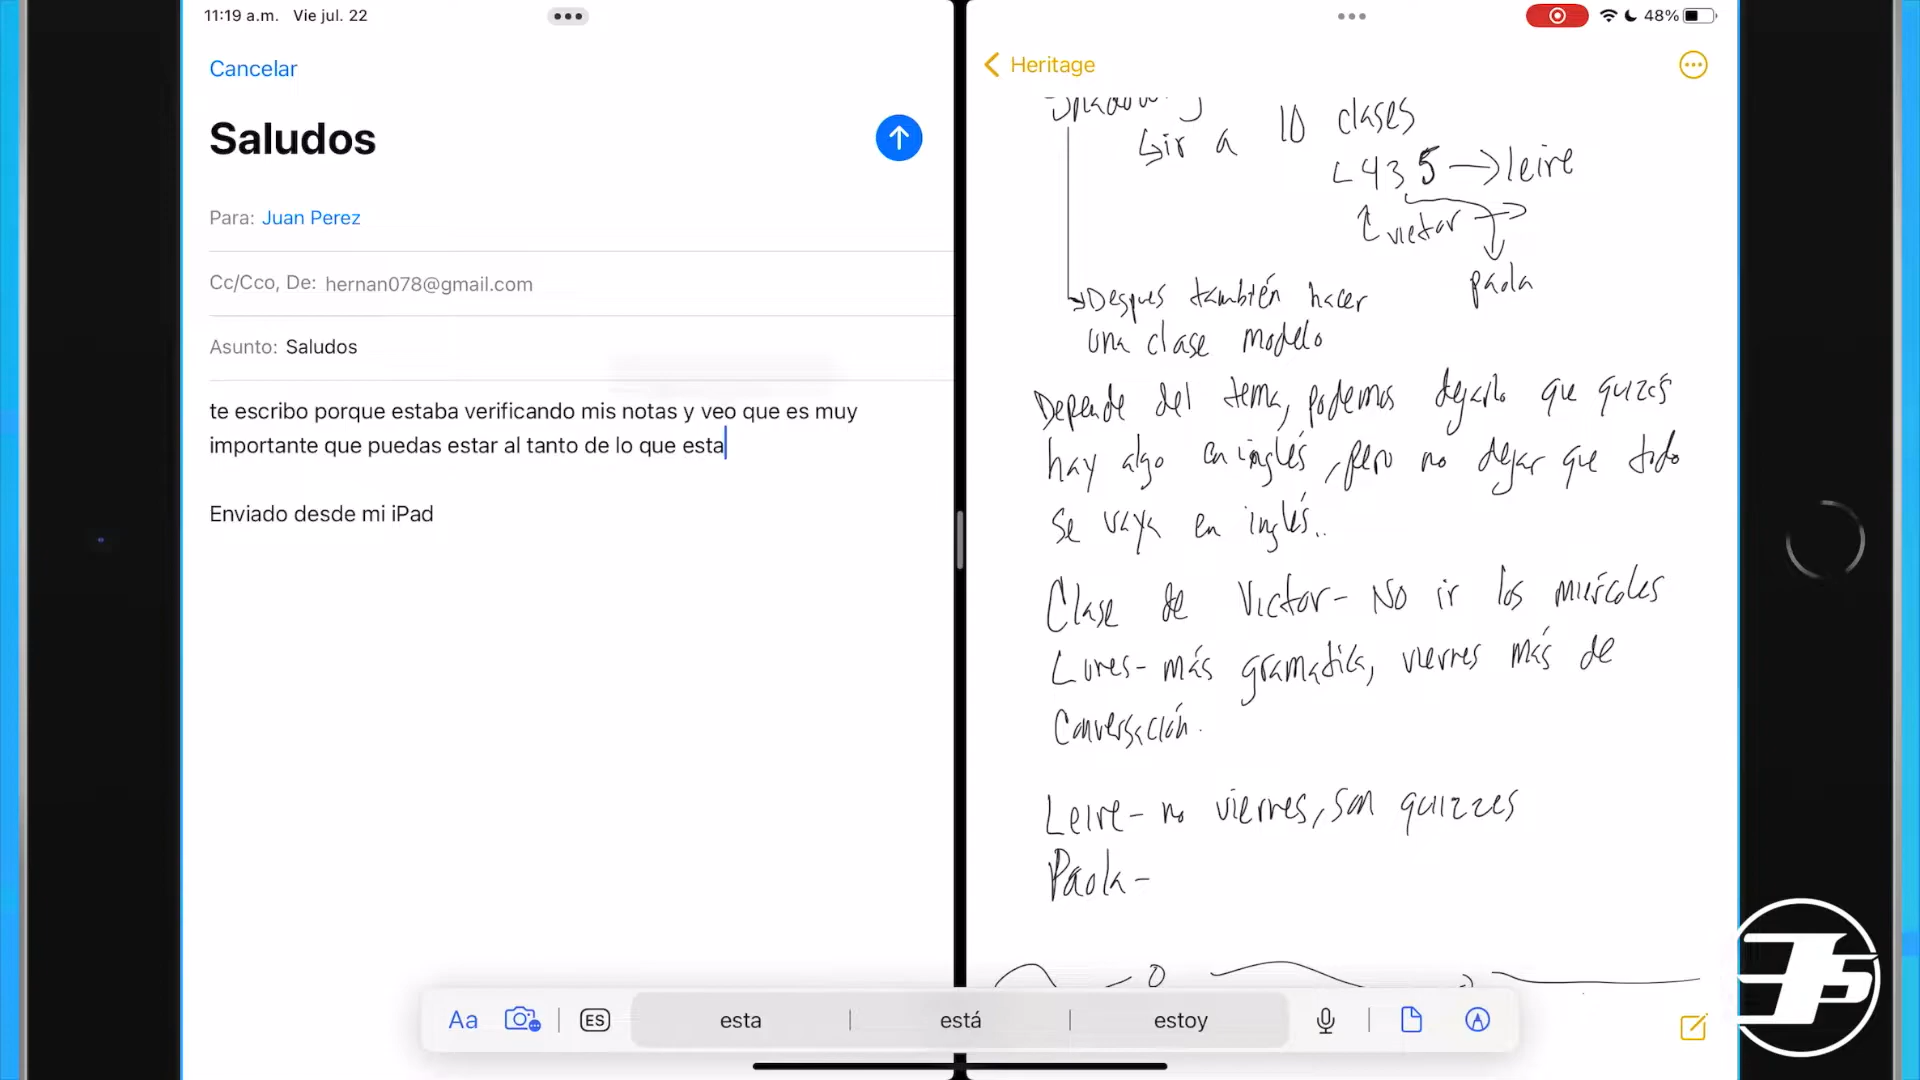 11:19 a.m. Vie jul. 22
48%
Cancelar
Saludos
Para: Juan Perez
Cc/Cco, De: hernan078@gmail.com
Asunto: Saludos
te escribo porque estaba verificando mis notas y veo que es muy
importante que puedas estar al tanto de lo que esta
Enviado desde mi iPad
Heritage
ir a 10 clases
435 → leire
victor →
paola
Despues también hacer
una clase modelo
Depende del tema, podemos dejarlo que quizás
hay algo en inglés, pero no dejar que todo
se vaya en inglés..
Clase de Victor- No ir los miércoles
Lunes- más gramatica, viernes más de
Conversación.
Leire- no viernes, son quizzes
Paola-
Aa ES esta está estoy